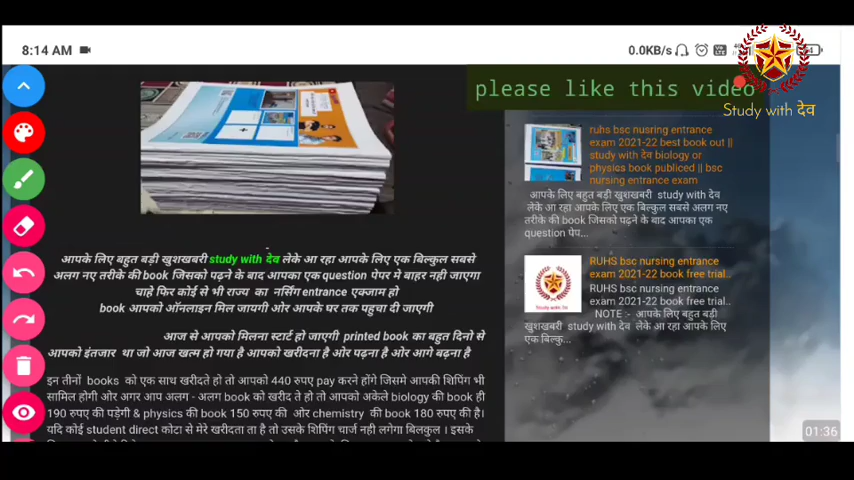 8:14 AM
0.0KB/s
please like this video
Study with देव
आपके लिए बहुत बड़ी खुशखबरी study with देव लेके आ रहा आपके लिए एक बिल्कुल सबसे
अलग नए तरीके की book जिसको पढ़ने के बाद आपका एक question पेपर मे बाहर नही जाएगा
चाहे फिर कोई से भी राज्य का नर्सिंग entrance एक्जाम हो
book आपको ऑनलाइन मिल जायगी ओर आपके घर तक पहुचा दी जाएगी
आज से आपको मिलना स्टार्ट हो जाएगी printed book का बहुत दिनो से
आपको इंतजार था जो आज खत्म हो गया है आपको खरीदना है ओर पढ़ना है ओर आगे बढ़ना है
इन तीनों books को एक साथ खरीदते हो तो आपको 440 रुपए pay करने होंगे जिसमे आपकी शिपिंग भी
सामिल होगी ओर अगर आप अलग - अलग book को खरीद ते हो तो आपको अकेले biology की book ही
190 रुपए की पड़ेगी & physics की book 150 रुपए की ओर chemistry की book 180 रुपए की है।
यदि कोई student direct कोटा से मेरे खरीदता ता है तो उसके शिपिंग चार्ज नही लगेगा बिलकुल । इसके
ruhs bsc nusring entrance
exam 2021-22 best book out ||
study with देव biology or
physics book publiced || bsc
nursing entrance exam
आपके लिए बहुत बड़ी खुशखबरी study with देव
लेके आ रहा आपके लिए एक बिल्कुल सबसे अलग नए
तरीके की book जिसको पढ़ने के बाद आपका एक
question पेप...
RUHS bsc nursing entrance
exam 2021-22 book free trial..
RUHS bsc nursing entrance
exam 2021-22 book free trial..
NOTE :- आपके लिए बहुत बड़ी
खुशखबरी study with देव लेके आ रहा आपके लिए
एक बिल्कु...
01:36